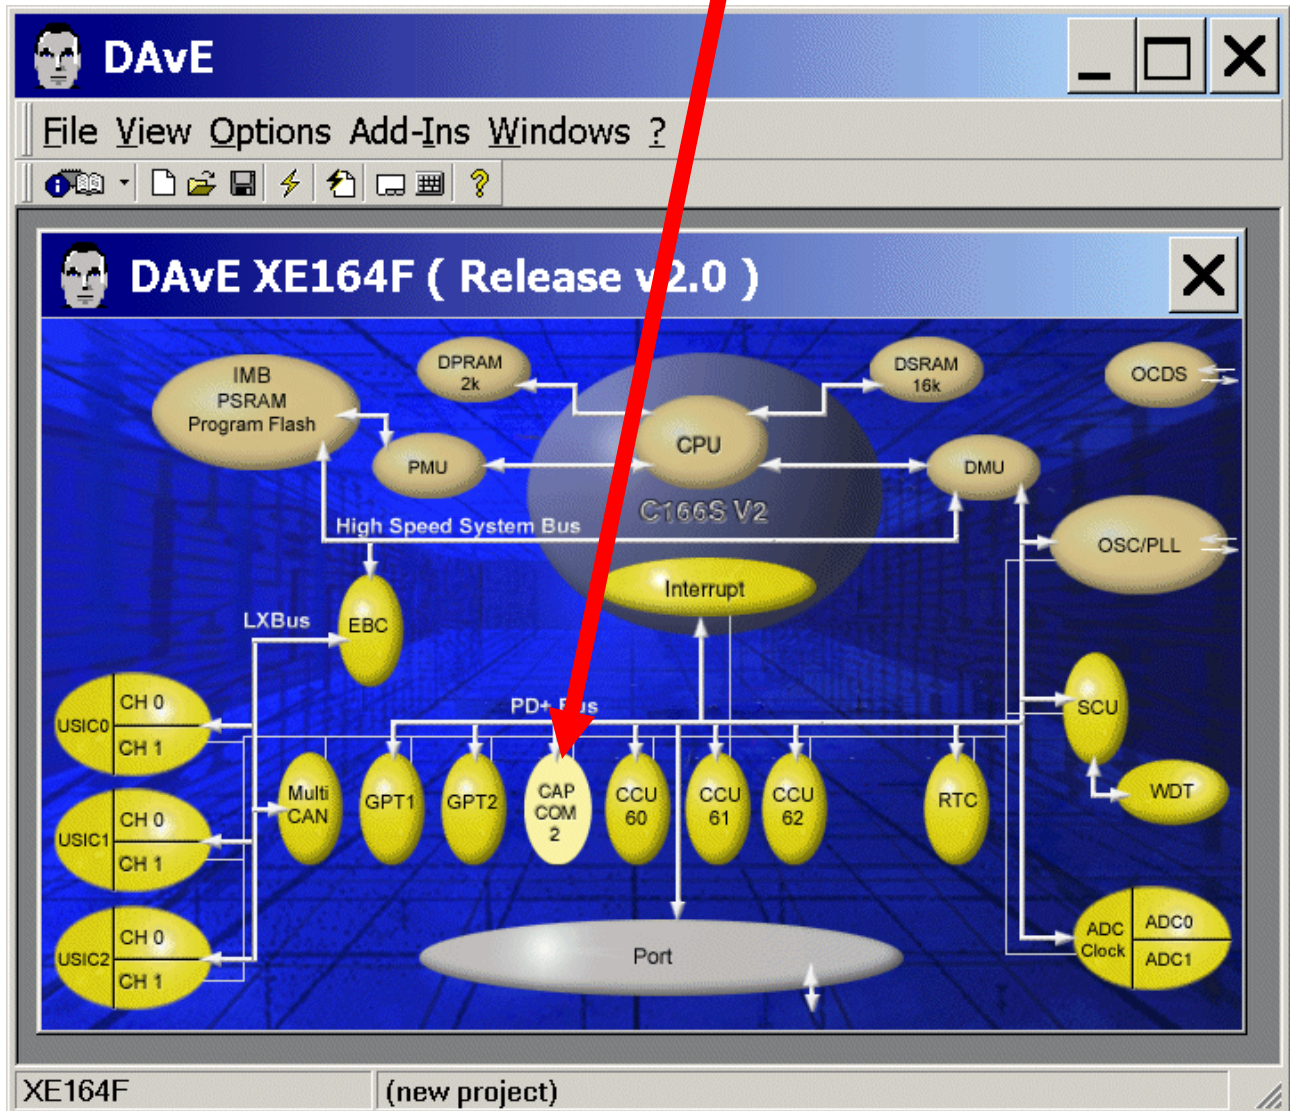 DAvE
File View Options Add-Ins Windows ?
DAvE XE164F ( Release v2.0 )
IMB
PSRAM
Program Flash
DPRAM
2k
DSRAM
16k
OCDS
CPU
PMU
DMU
C166S V2
High Speed System Bus
OSC/PLL
Interrupt
LXBus
EBC
PD+ Bus
SCU
USIC0
CH 0
CH 1
Multi
CAN
GPT1
GPT2
CAP
COM
2
CCU
60
CCU
61
CCU
62
RTC
WDT
USIC1
CH 0
CH 1
USIC2
CH 0
CH 1
Port
ADC
Clock
ADC0
ADC1
XE164F
(new project)